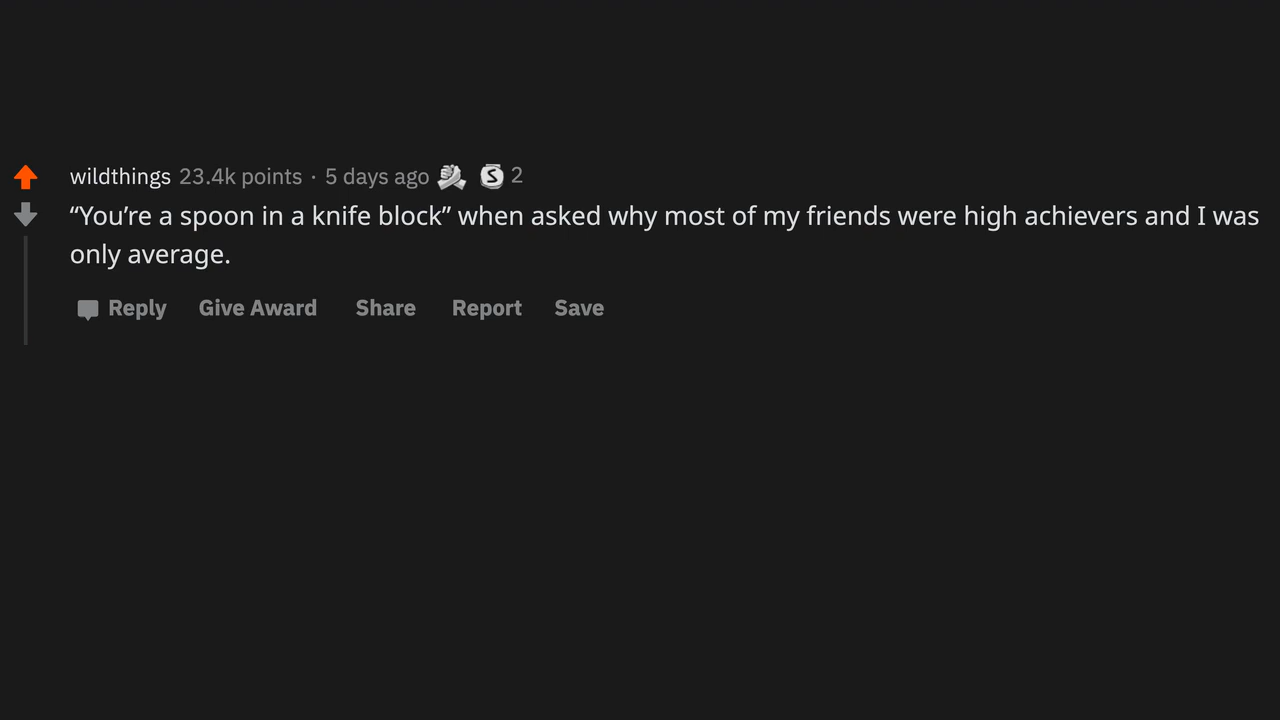 wildthings 23.4k points · 5 days ago S 2
“You’re a spoon in a knife block” when asked why most of my friends were high achievers and I was
only average.
Reply Give Award Share Report Save